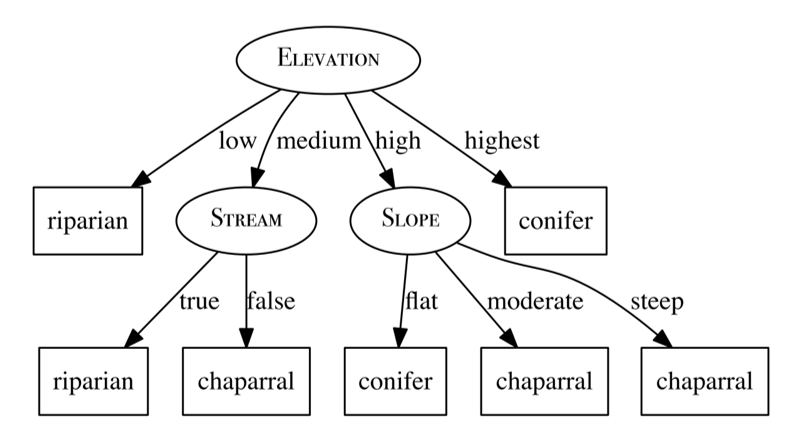 ELEVATION
low medium high highest
riparian STREAM SLOPE conifer
true false flat moderate steep
riparian chaparral conifer chaparral chaparral